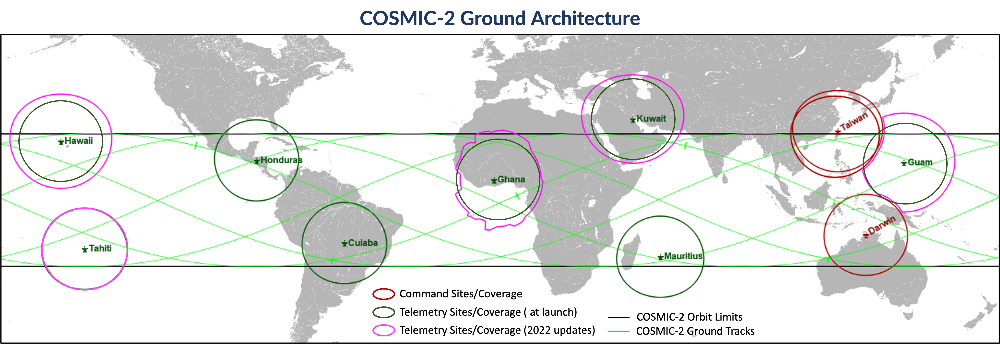 COSMIC-2 Ground Architecture
Hawaii
Honduras
Tahiti
Cuiaba
Ghana
Kuwait
Mauritius
Taiwan
Guam
Darwin
Command Sites/Coverage
Telemetry Sites/Coverage ( at launch)
Telemetry Sites/Coverage (2022 updates)
COSMIC-2 Orbit Limits
COSMIC-2 Ground Tracks